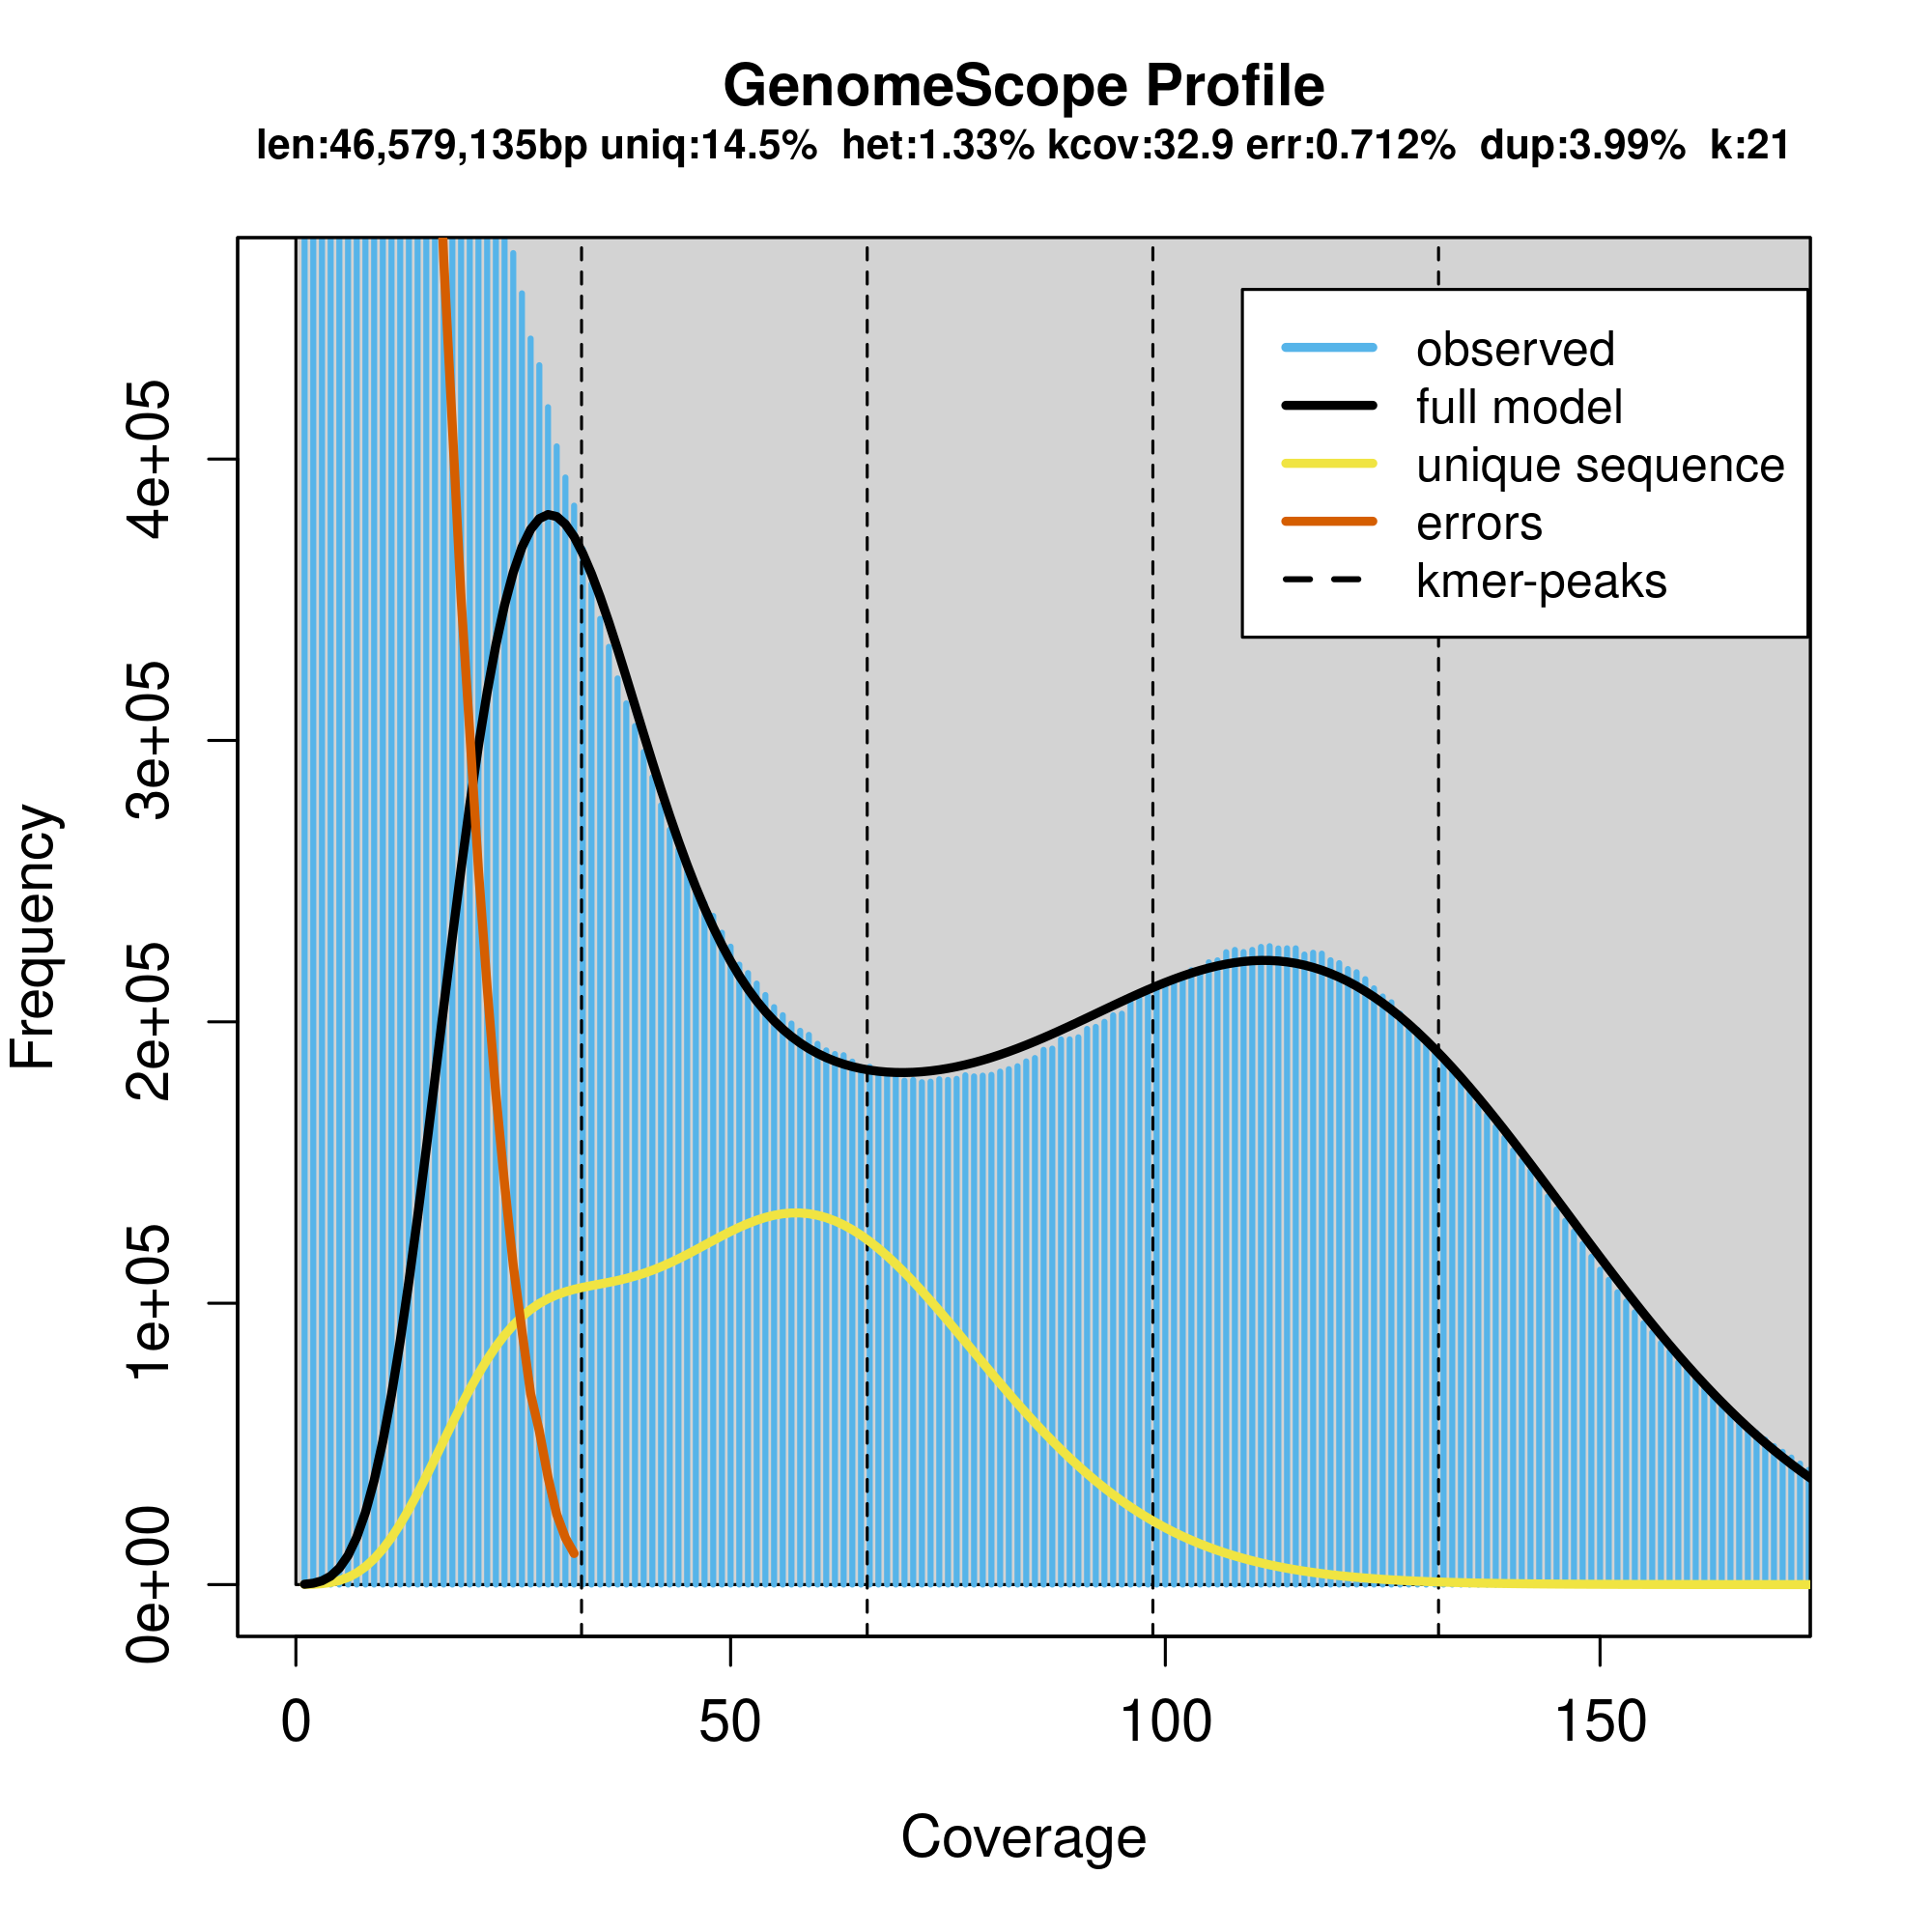 GenomeScope Profile
len:46,579,135bp uniq:14.5% het:1.33% kcov:32.9 err:0.712% dup:3.99% k:21
observed
full model
unique sequence
errors
kmer-peaks
Frequency
4e+05
3e+05
2e+05
1e+05
0e+00
0 50 100 150
Coverage